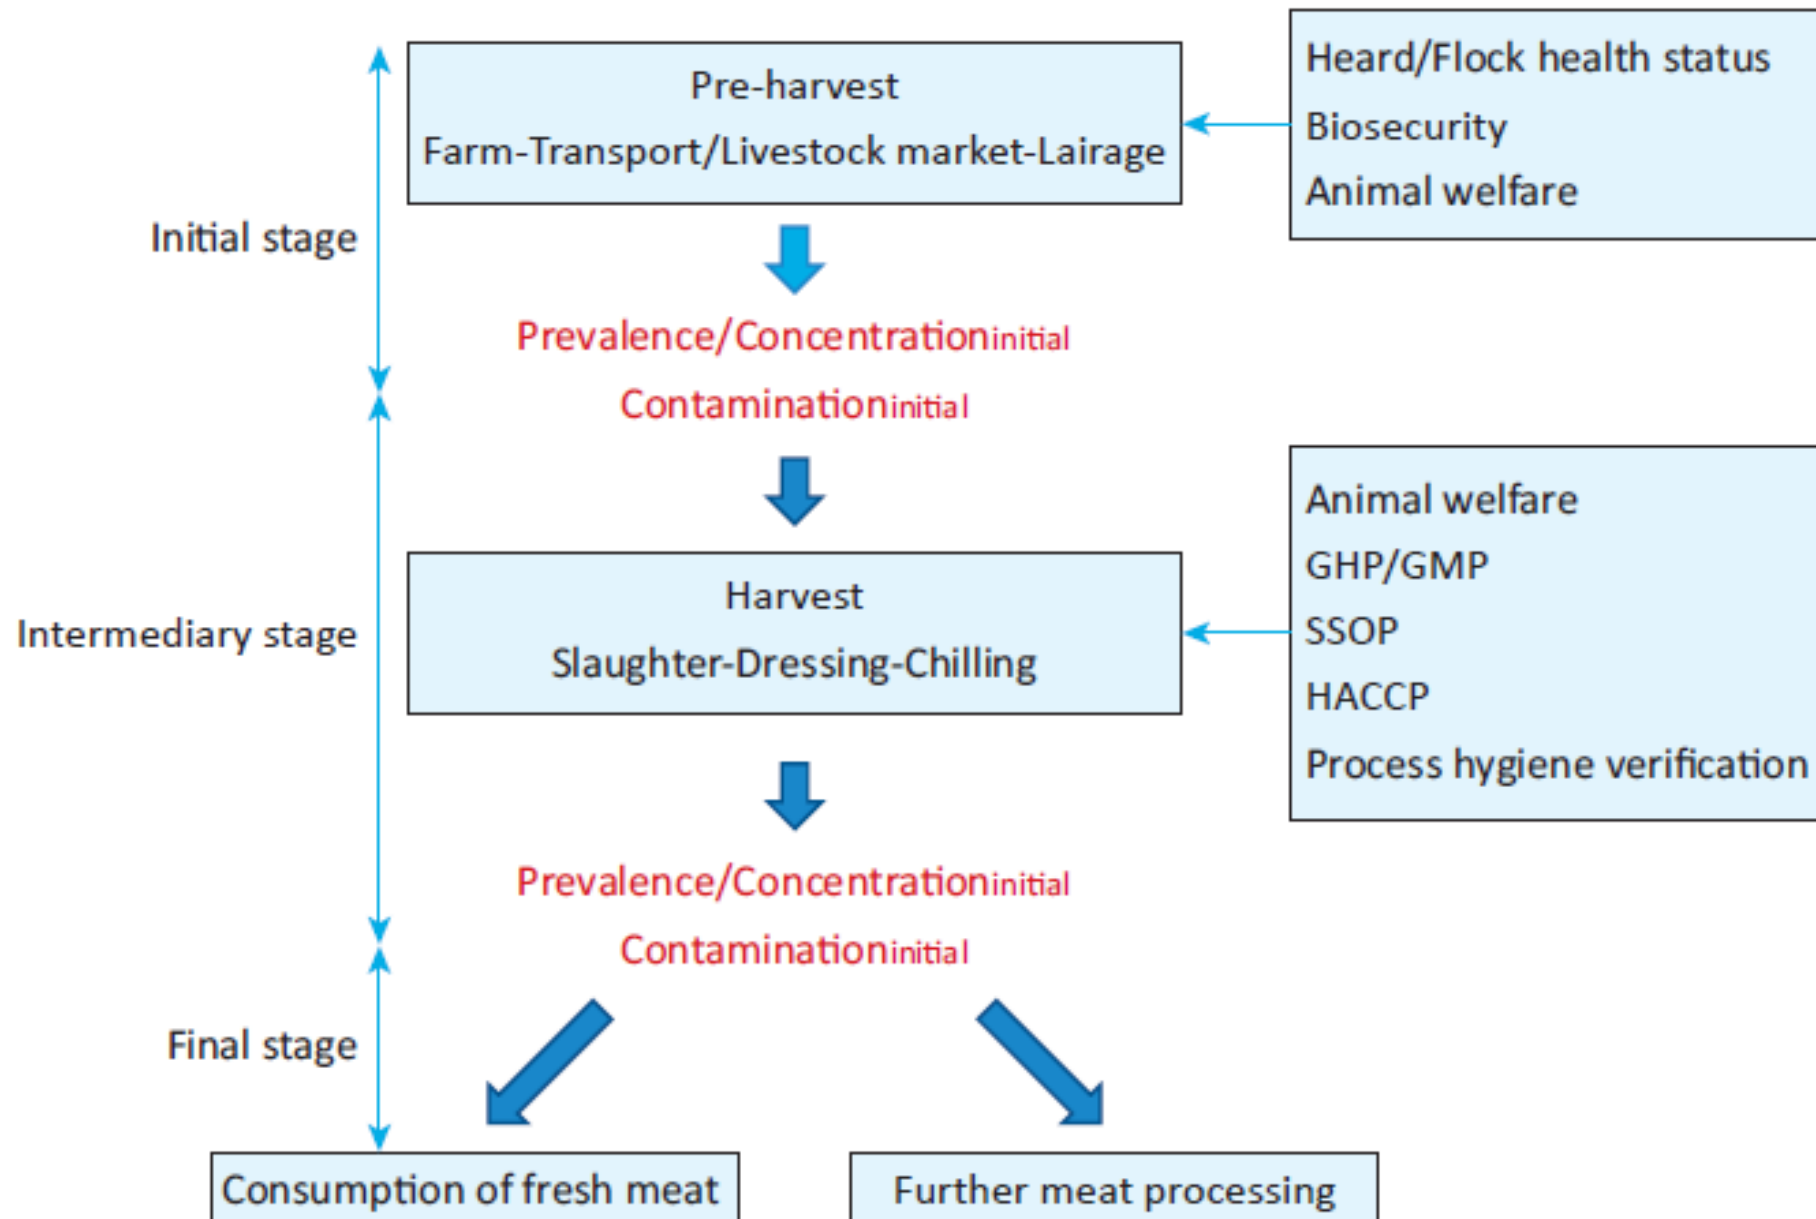 Pre-harvest
Farm-Transport/Livestock market-Lairage
Heard/Flock health status
Biosecurity
Animal welfare
Initial stage
Prevalence/Concentrationinitial
Contaminationinitial
Intermediary stage
Harvest
Slaughter-Dressing-Chilling
Animal welfare
GHP/GMP
SSOP
HACCP
Process hygiene verification
Prevalence/Concentrationinitial
Contaminationinitial
Final stage
Consumption of fresh meat
Further meat processing